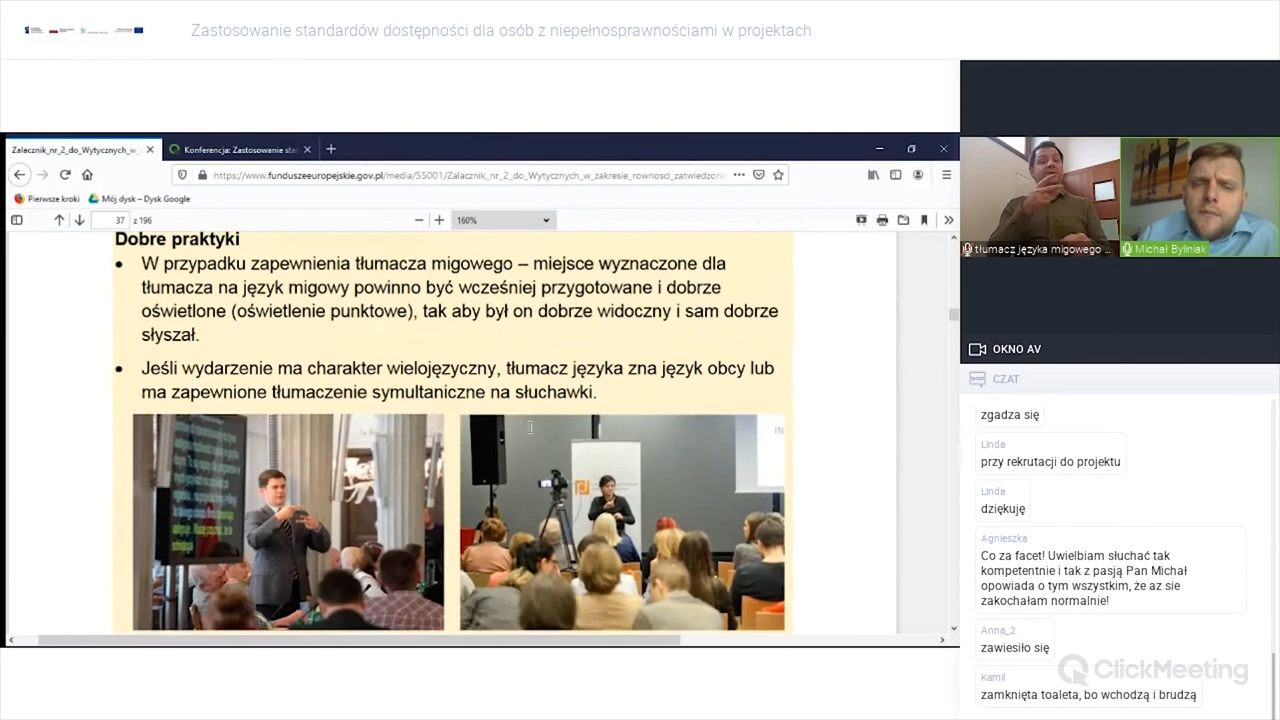 Zastosowanie standardów dostępności dla osób z niepełnosprawnościami w projektach
Zalacznik_nr_2_do_Wytycznych_w_z
Konferencja: Zastosowanie stan
https://www.funduszeeuropejskie.gov.pl/media/55001/Zalacznik_nr_2_do_Wytycznych_w_zakresie_rownosci_zatwiedzone
Pierwsze kroki
Mój dysk – Dysk Google
37 z 196
160%
Dobre praktyki
• W przypadku zapewnienia tłumacza migowego – miejsce wyznaczone dla
tłumacza na język migowy powinno być wcześniej przygotowane i dobrze
oświetlone (oświetlenie punktowe), tak aby był on dobrze widoczny i sam dobrze
słyszał.
• Jeśli wydarzenie ma charakter wielojęzyczny, tłumacz języka zna język obcy lub
ma zapewnione tłumaczenie symultaniczne na słuchawki.
IN
tłumacz języka migowego ...
Michał Byliniak
OKNO AV
CZAT
zgadza się
Linda
przy rekrutacji do projektu
Linda
dziękuję
Agnieszka
Co za facet! Uwielbiam słuchać tak
kompetentnie i tak z pasją Pan Michał
opowiada o tym wszystkim, że az sie
zakochałam normalnie!
Anna_2
zawiesiło się
Kamil
zamknięta toaleta, bo wchodzą i brudzą
ClickMeeting